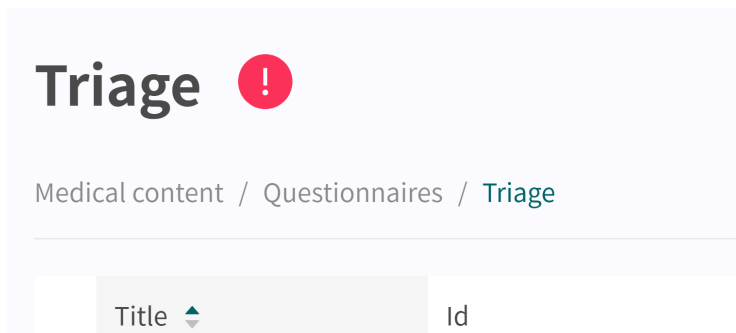 Triage !
Medical content / Questionnaires / Triage
Title Id